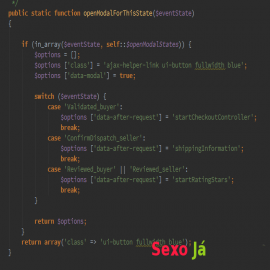 */
public static function openModalForThisState($eventState)
{
if (in_array($eventState, self::$openModalStates)) {
$options = [];
$options ['class'] = 'ajax-helper-link ui-button fullwidth blue';
$options ['data-modal'] = true;
switch ($eventState) {
case 'Validated_buyer':
$options ['data-after-request'] = 'startCheckoutController';
break;
case 'ConfirmDispatch_seller':
$options ['data-after-request'] = 'shippingInformation';
break;
case 'Reviewed_buyer' || 'Reviewed_seller':
$options ['data-after-request'] = 'startRatingStars';
break;
}
return $options;
}
return array('class' => 'ui-button fullwidth blue');
Sexo Já
}